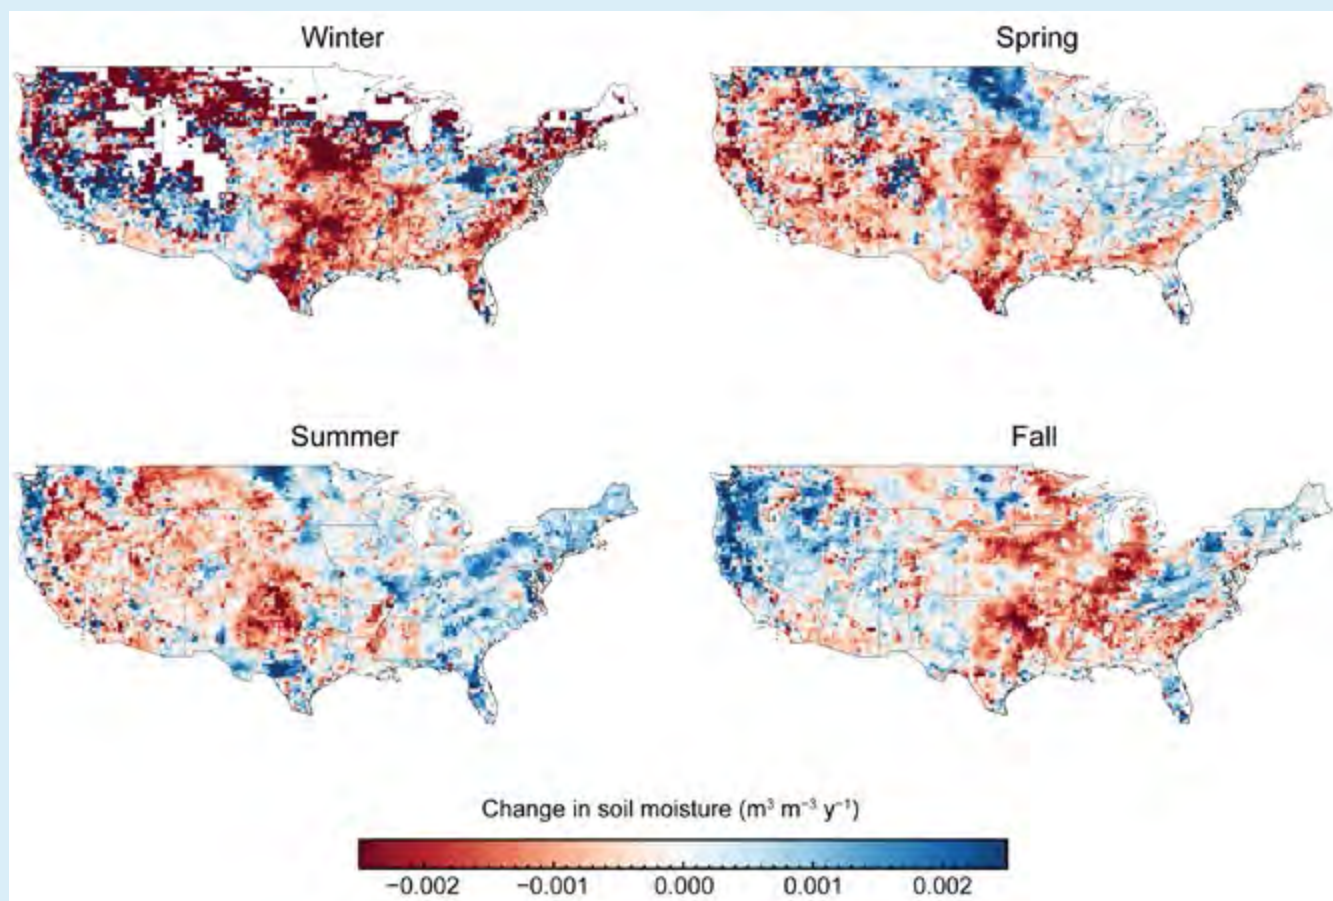 Winter
Spring
Summer
Fall
Change in soil moisture (m³ m⁻³ y⁻¹)
−0.002 −0.001 0.000 0.001 0.002